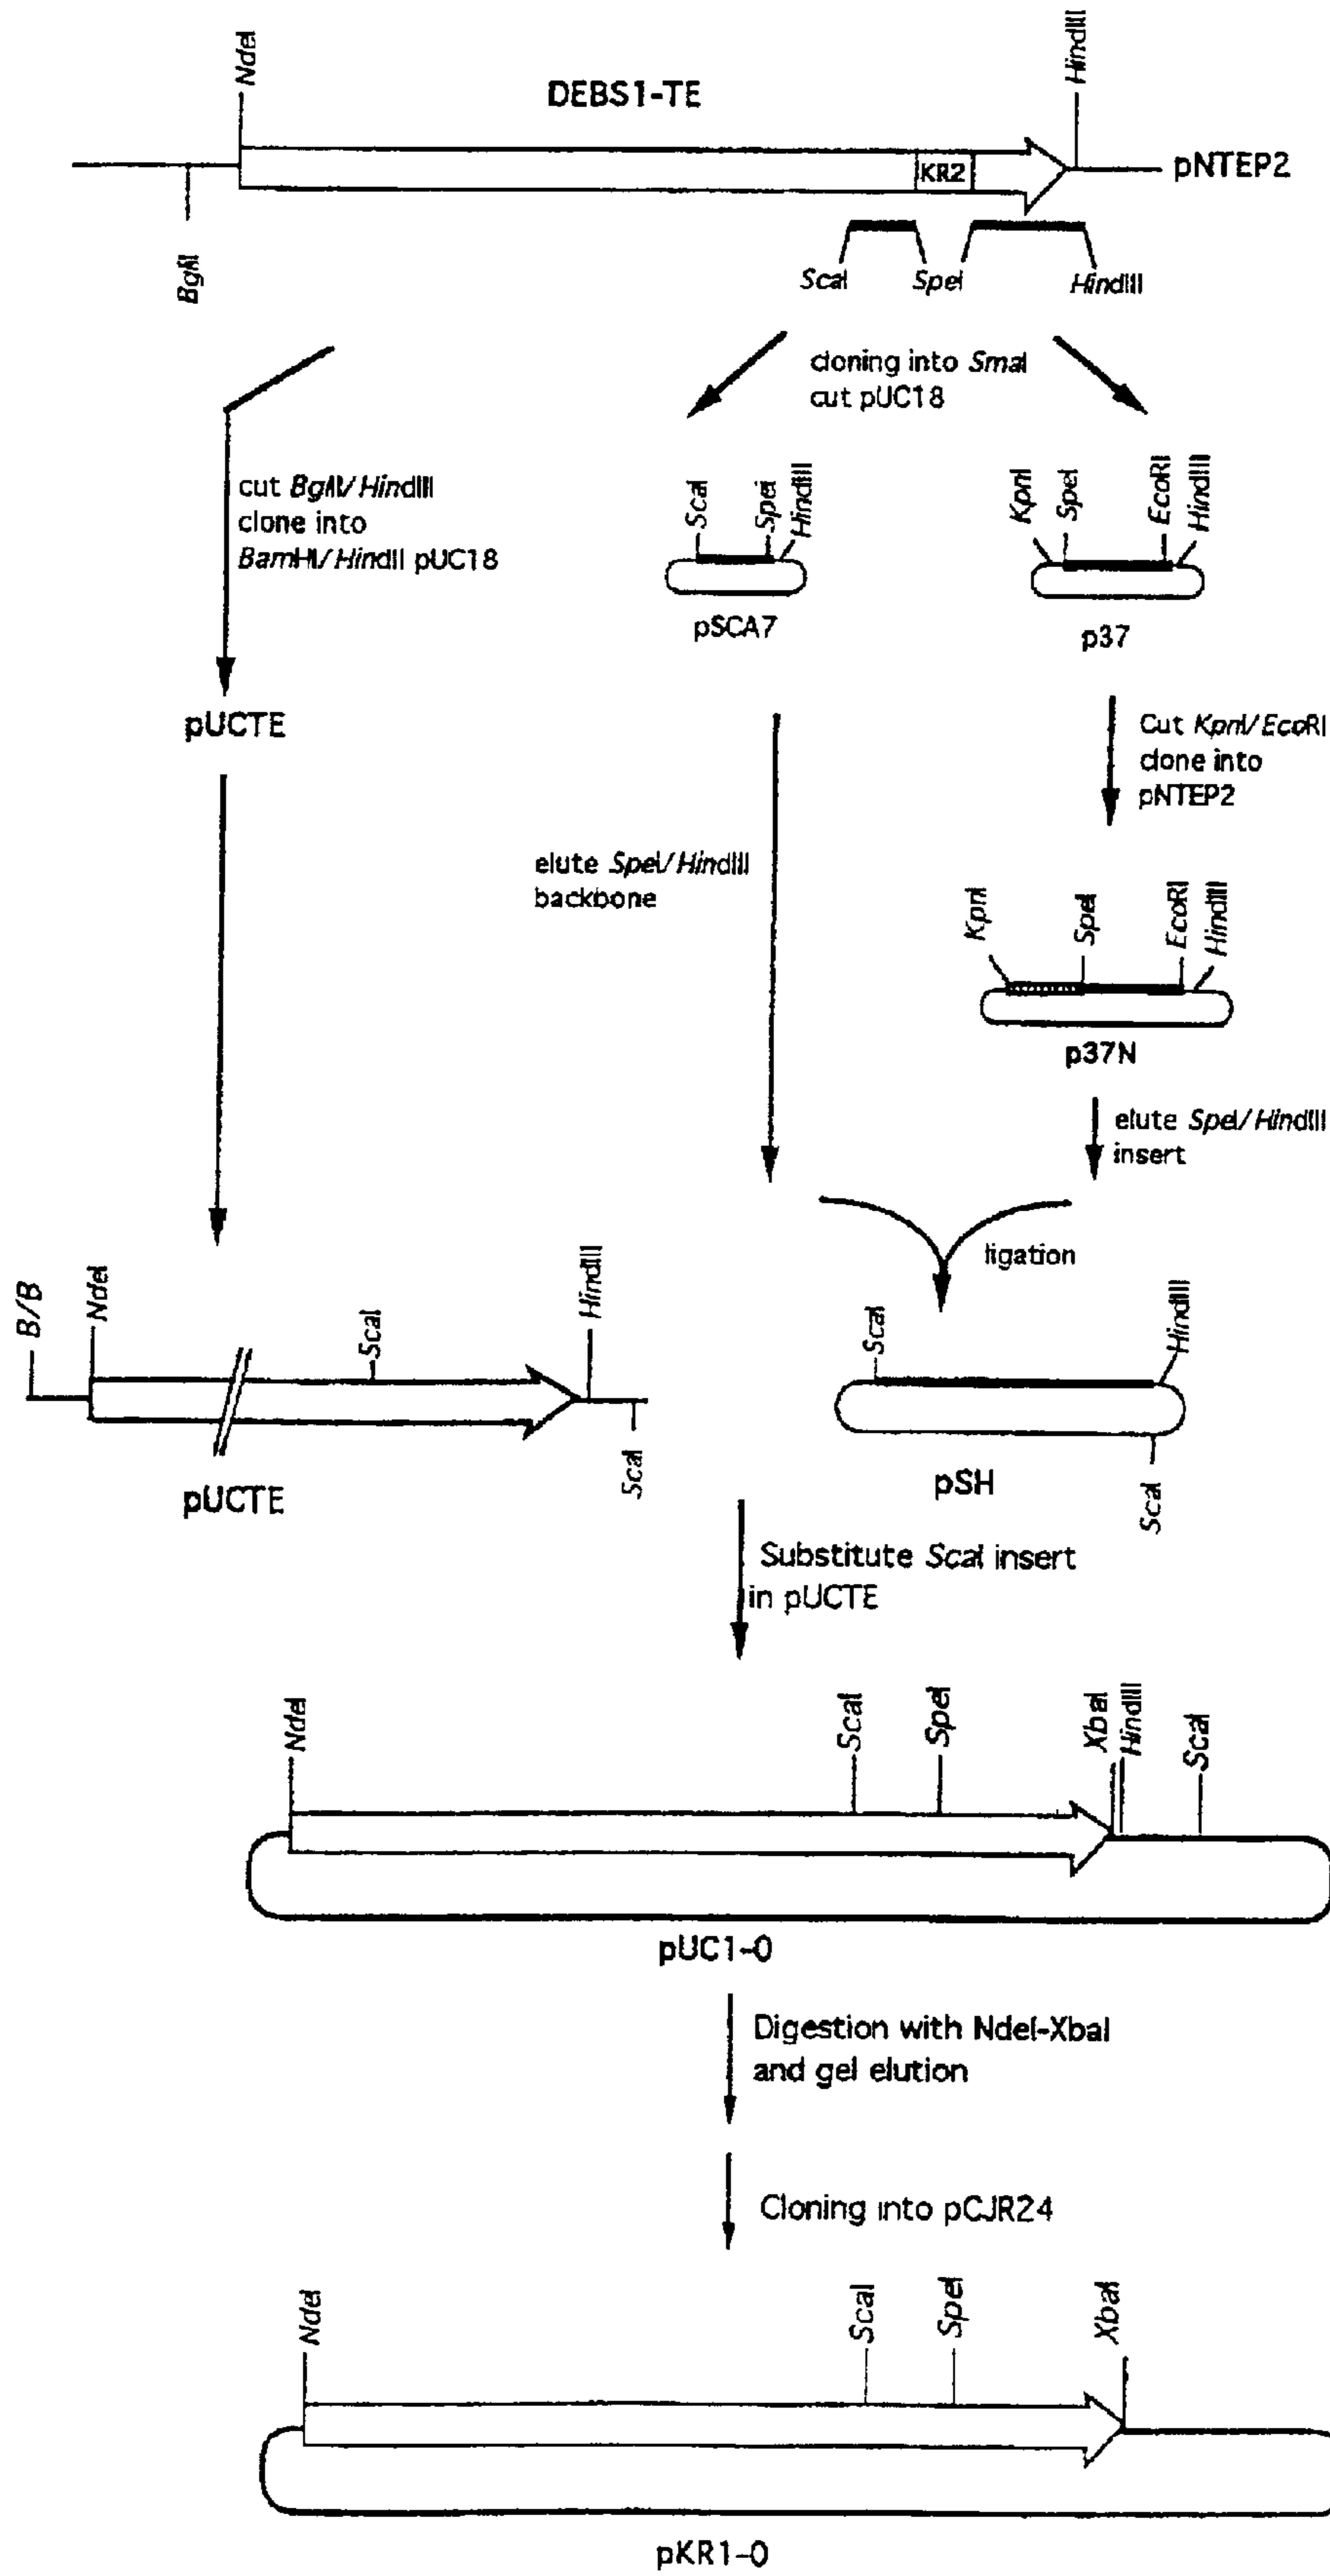 NdeI
HindIII
DEBS1-TE
KR2
pNTEP2
BglII
ScaI
SpeI
HindIII
cloning into SmaI
cut pUC18
cut BglII/HindIII
clone into
BamHI/HindII pUC18
ScaI
SpeI
HindIII
pSCA7
KpnI
SpeI
EcoRI
HindIII
p37
pUCTE
Cut KpnI/EcoRI
clone into
pNTEP2
elute SpeI/HindIII
backbone
KpnI
SpeI
EcoRI
HindIII
p37N
elute SpeI/HindIII
insert
ligation
B/B
NdeI
ScaI
HindIII
ScaI
pUCTE
ScaI
HindIII
ScaI
pSH
Substitute ScaI insert
in pUCTE
NdeI
ScaI
SpeI
XbaI
HindIII
ScaI
pUC1-0
Digestion with NdeI-XbaI
and gel elution
Cloning into pCJR24
NdeI
ScaI
SpeI
XbaI
pKR1-0